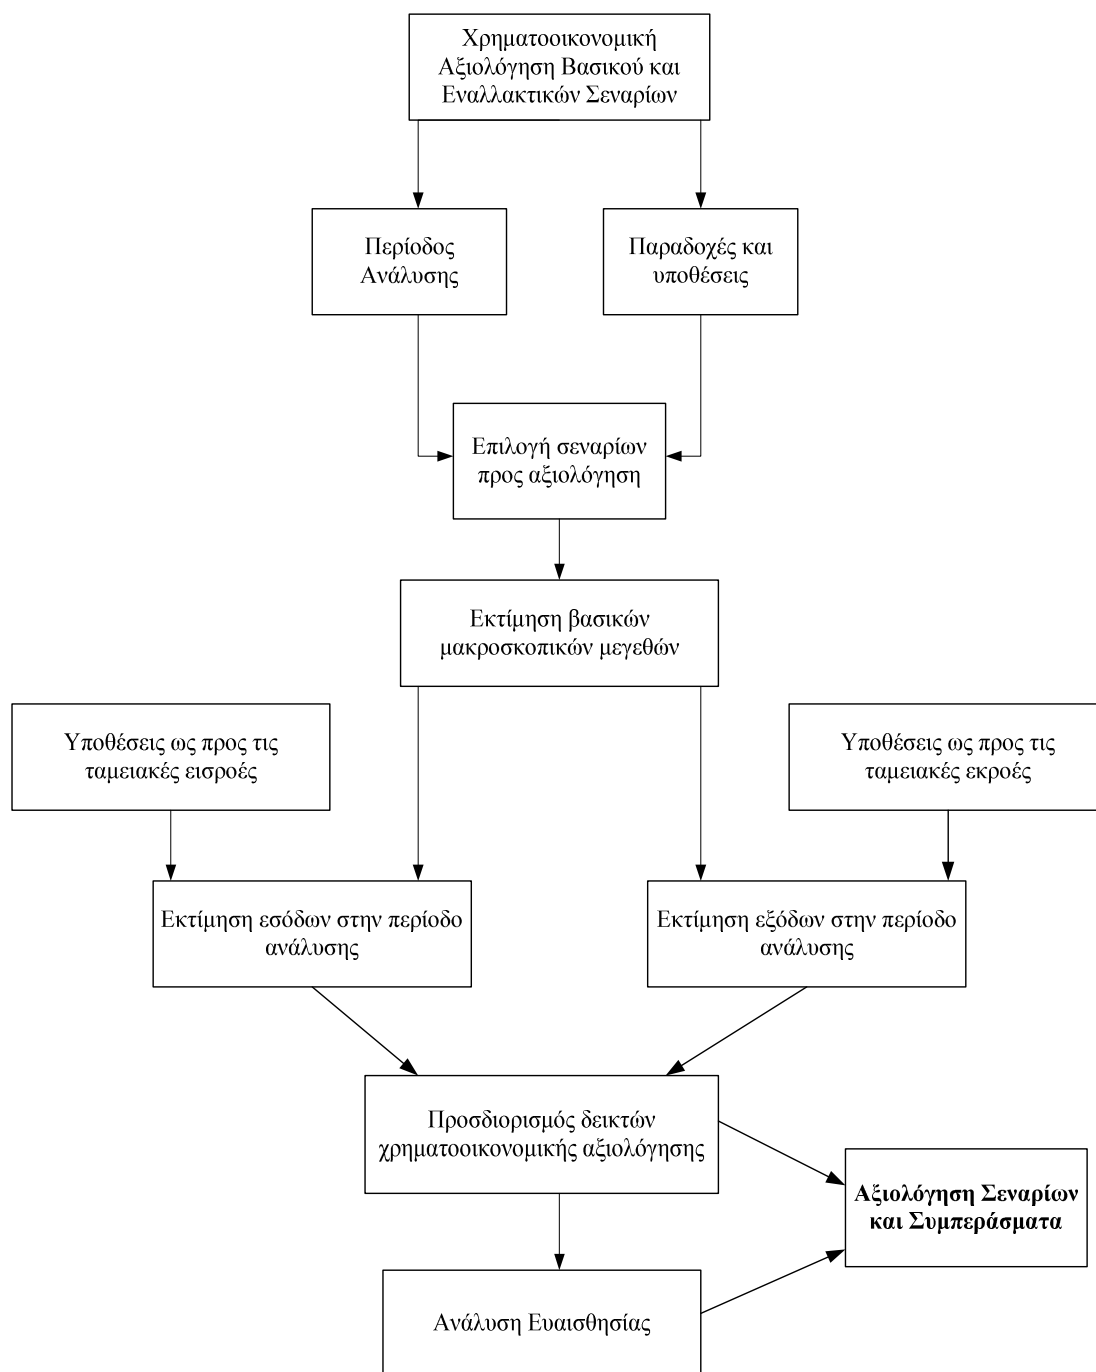 Χρηματοοικονομική
Αξιολόγηση Βασικού και
Εναλλακτικών Σεναρίων
Περίοδος
Ανάλυσης
Παραδοχές και
υποθέσεις
Επιλογή σεναρίων
προς αξιολόγηση
Εκτίμηση βασικών
μακροσκοπικών μεγεθών
Υποθέσεις ως προς τις
ταμειακές εισροές
Υποθέσεις ως προς τις
ταμειακές εκροές
Εκτίμηση εσόδων στην περίοδο
ανάλυσης
Εκτίμηση εξόδων στην περίοδο
ανάλυσης
Προσδιορισμός δεικτών
χρηματοοικονομικής αξιολόγησης
Αξιολόγηση Σεναρίων
και Συμπεράσματα
Ανάλυση Ευαισθησίας